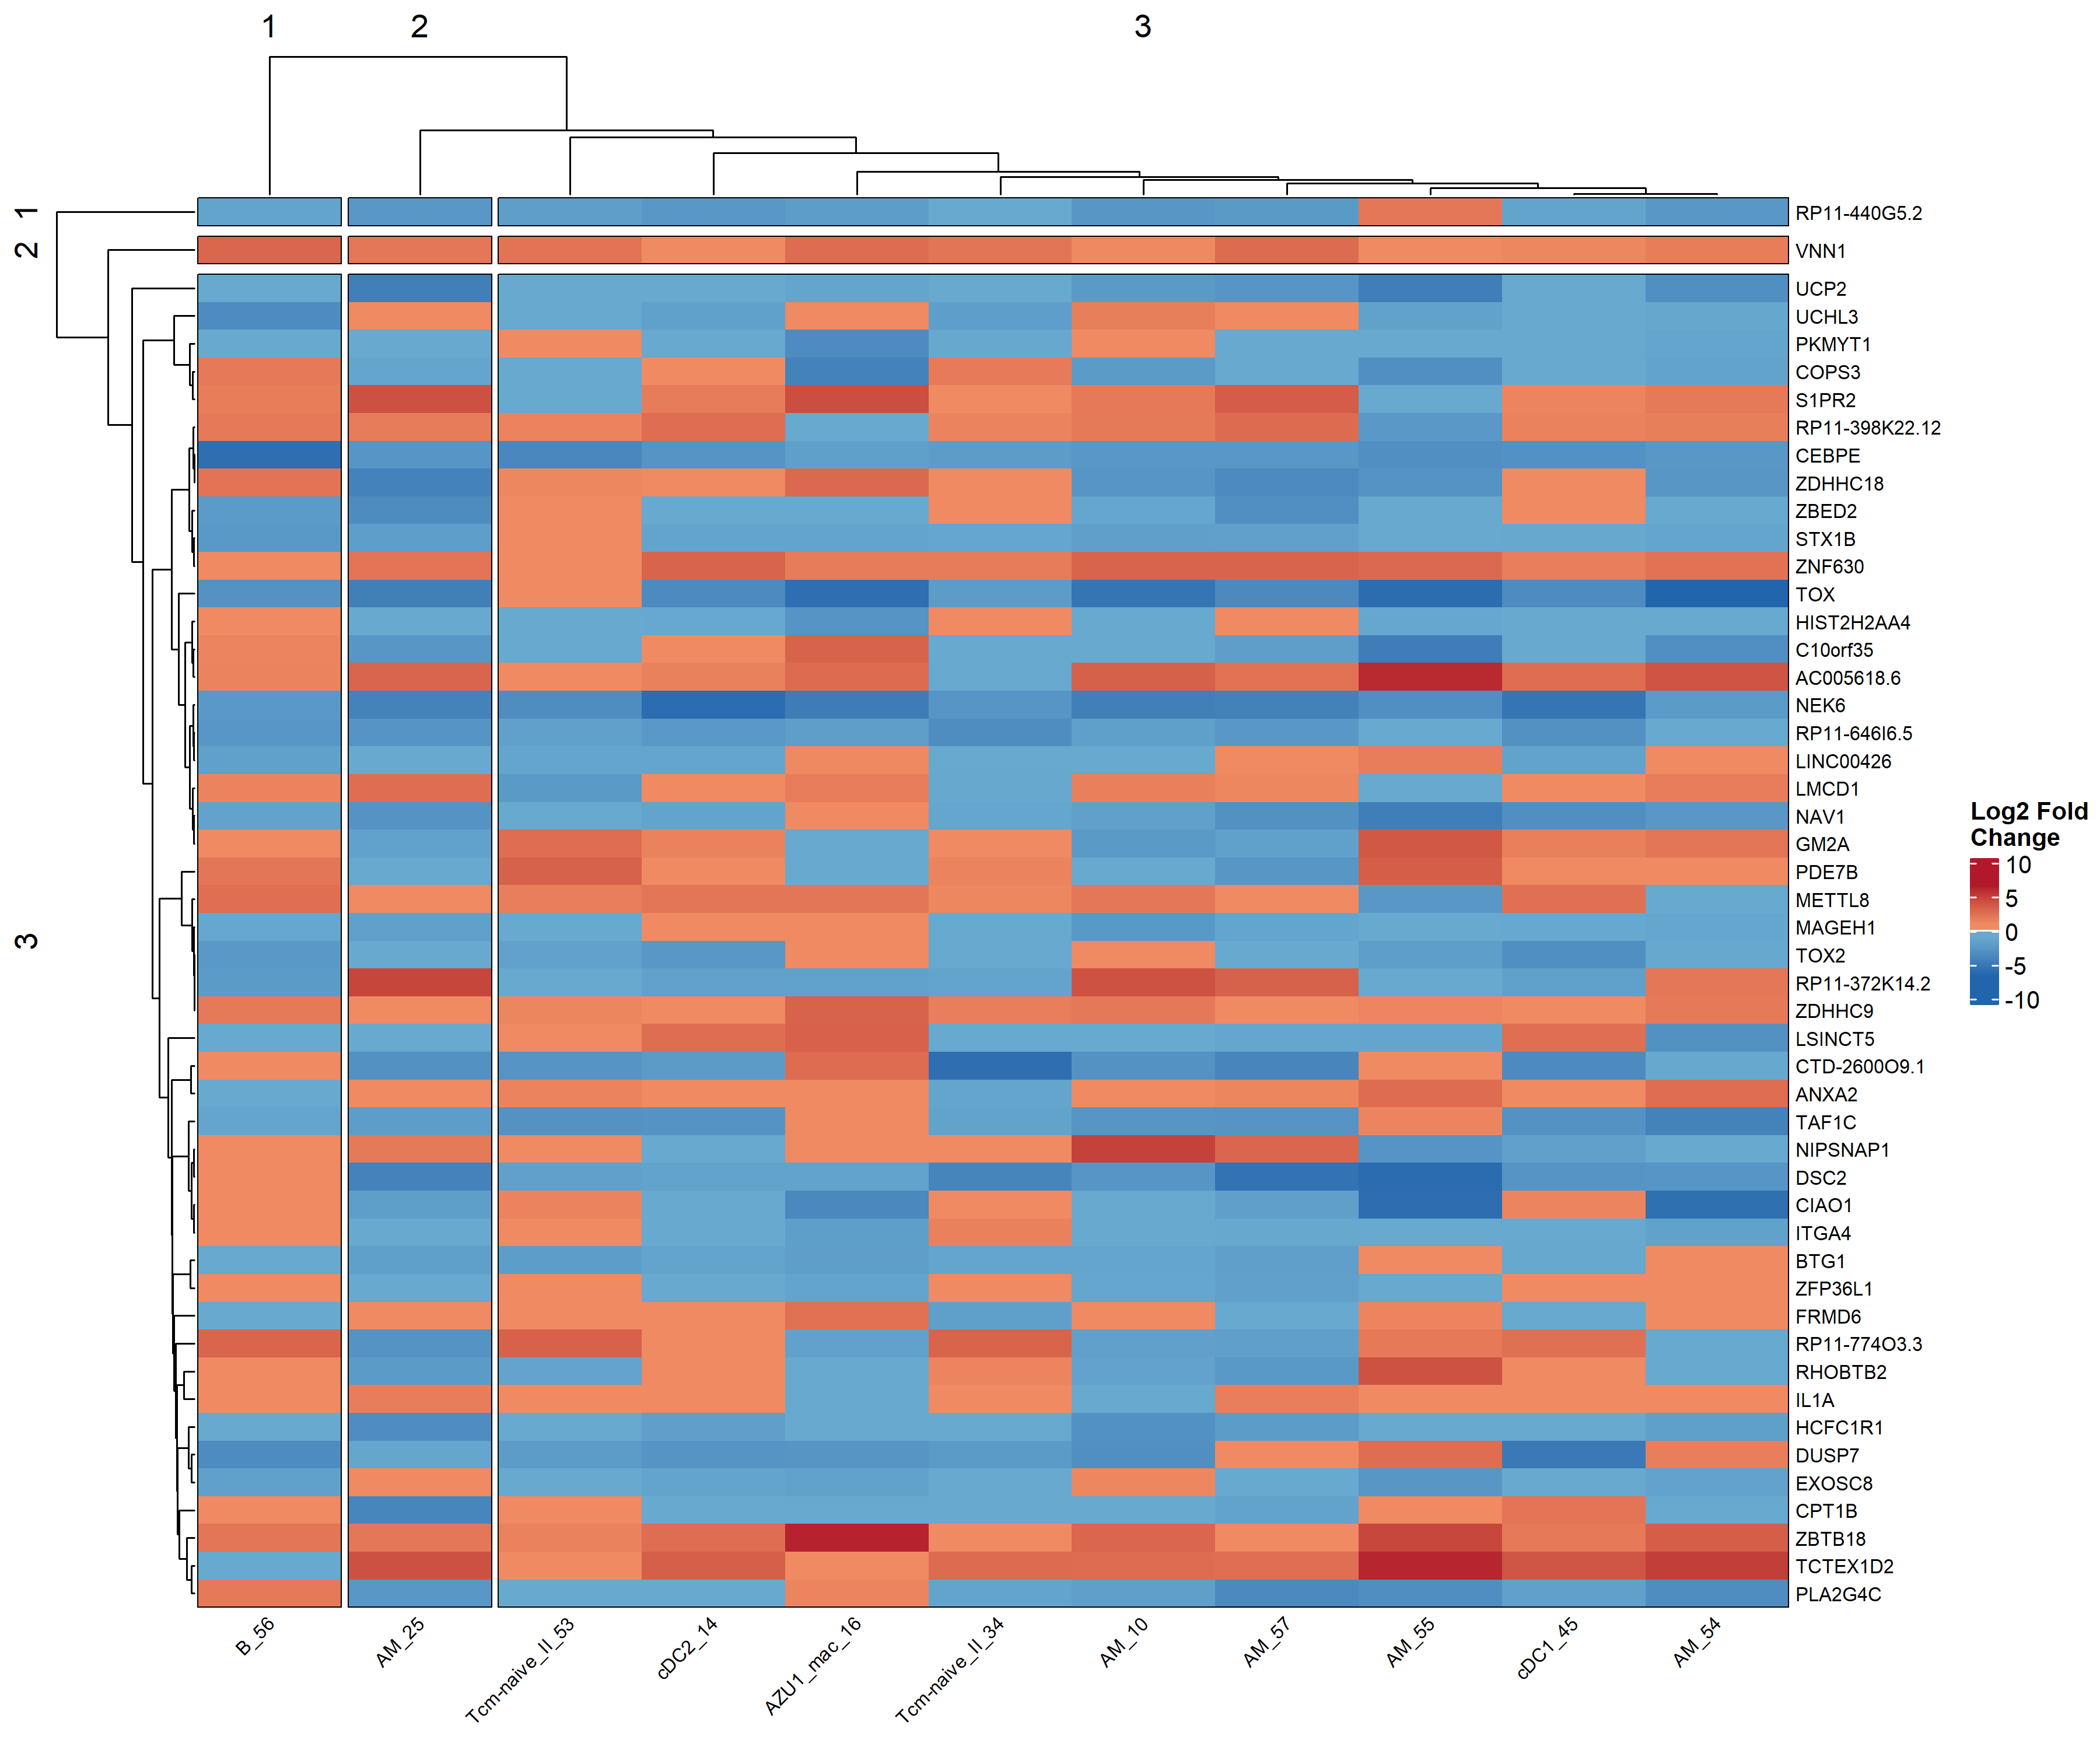 1
2
3
1
2
3
RP11-440G5.2
VNN1
UCP2
UCHL3
PKMYT1
COPS3
S1PR2
RP11-398K22.12
CEBPE
ZDHHC18
ZBED2
STX1B
ZNF630
TOX
HIST2H2AA4
C10orf35
AC005618.6
NEK6
RP11-646I6.5
LINC00426
LMCD1
NAV1
GM2A
PDE7B
METTL8
MAGEH1
TOX2
RP11-372K14.2
ZDHHC9
LSINCT5
CTD-2600O9.1
ANXA2
TAF1C
NIPSNAP1
DSC2
CIAO1
ITGA4
BTG1
ZFP36L1
FRMD6
RP11-774O3.3
RHOBTB2
IL1A
HCFC1R1
DUSP7
EXOSC8
CPT1B
ZBTB18
TCTEX1D2
PLA2G4C
B_56
AM_25
Tcm-naive_II_53
cDC2_14
AZU1_mac_16
Tcm-naive_II_34
AM_10
AM_57
AM_55
cDC1_45
AM_54
Log2 Fold
Change
10
5
0
-5
-10